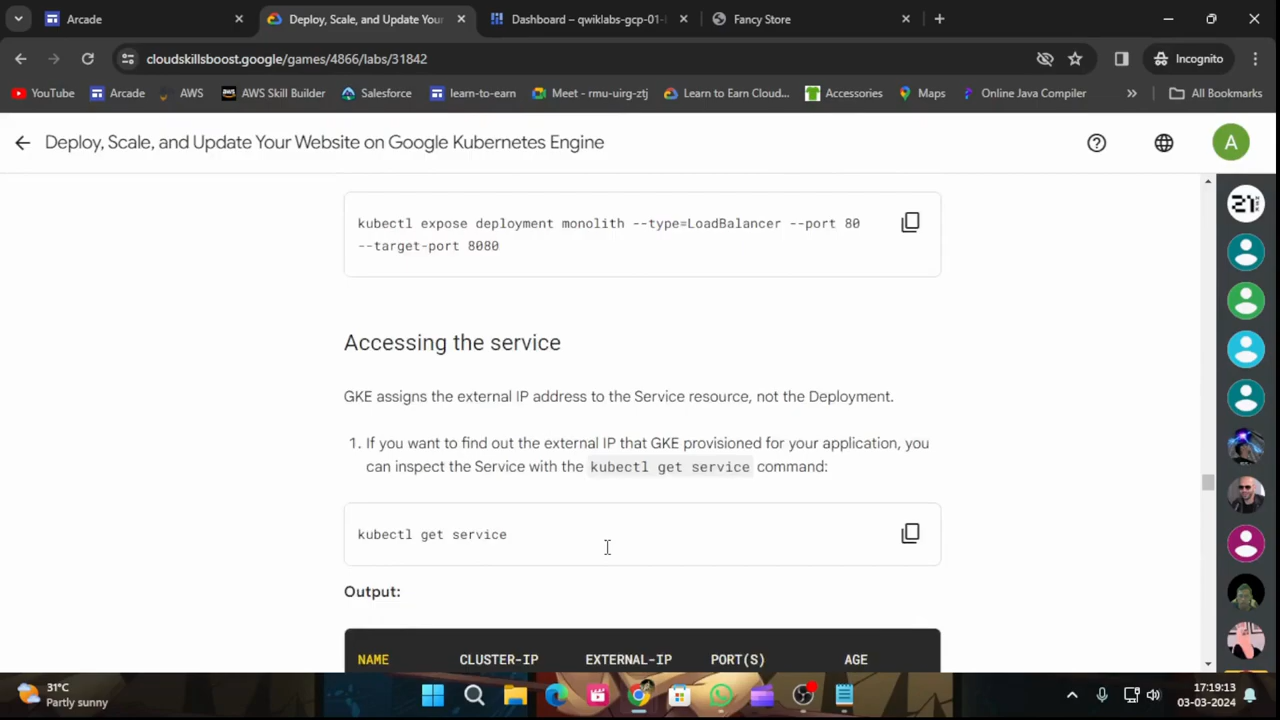 Arcade
Deploy, Scale, and Update Your
Dashboard – qwiklabs-gcp-01-
Fancy Store
cloudskillsboost.google/games/4866/labs/31842
Incognito
YouTube
Arcade
AWS
aws
AWS Skill Builder
Salesforce
learn-to-earn
Meet - rmu-uirg-ztj
Learn to Earn Cloud...
Accessories
Maps
Online Java Compiler
»
All Bookmarks
Deploy, Scale, and Update Your Website on Google Kubernetes Engine
A
kubectl expose deployment monolith --type=LoadBalancer --port 80
--target-port 8080
Accessing the service
GKE assigns the external IP address to the Service resource, not the Deployment.
1. If you want to find out the external IP that GKE provisioned for your application, you
can inspect the Service with the kubectl get service command:
kubectl get service
Output:
NAME CLUSTER-IP EXTERNAL-IP PORT(S) AGE
31°C
Partly sunny
17:19:13
03-03-2024